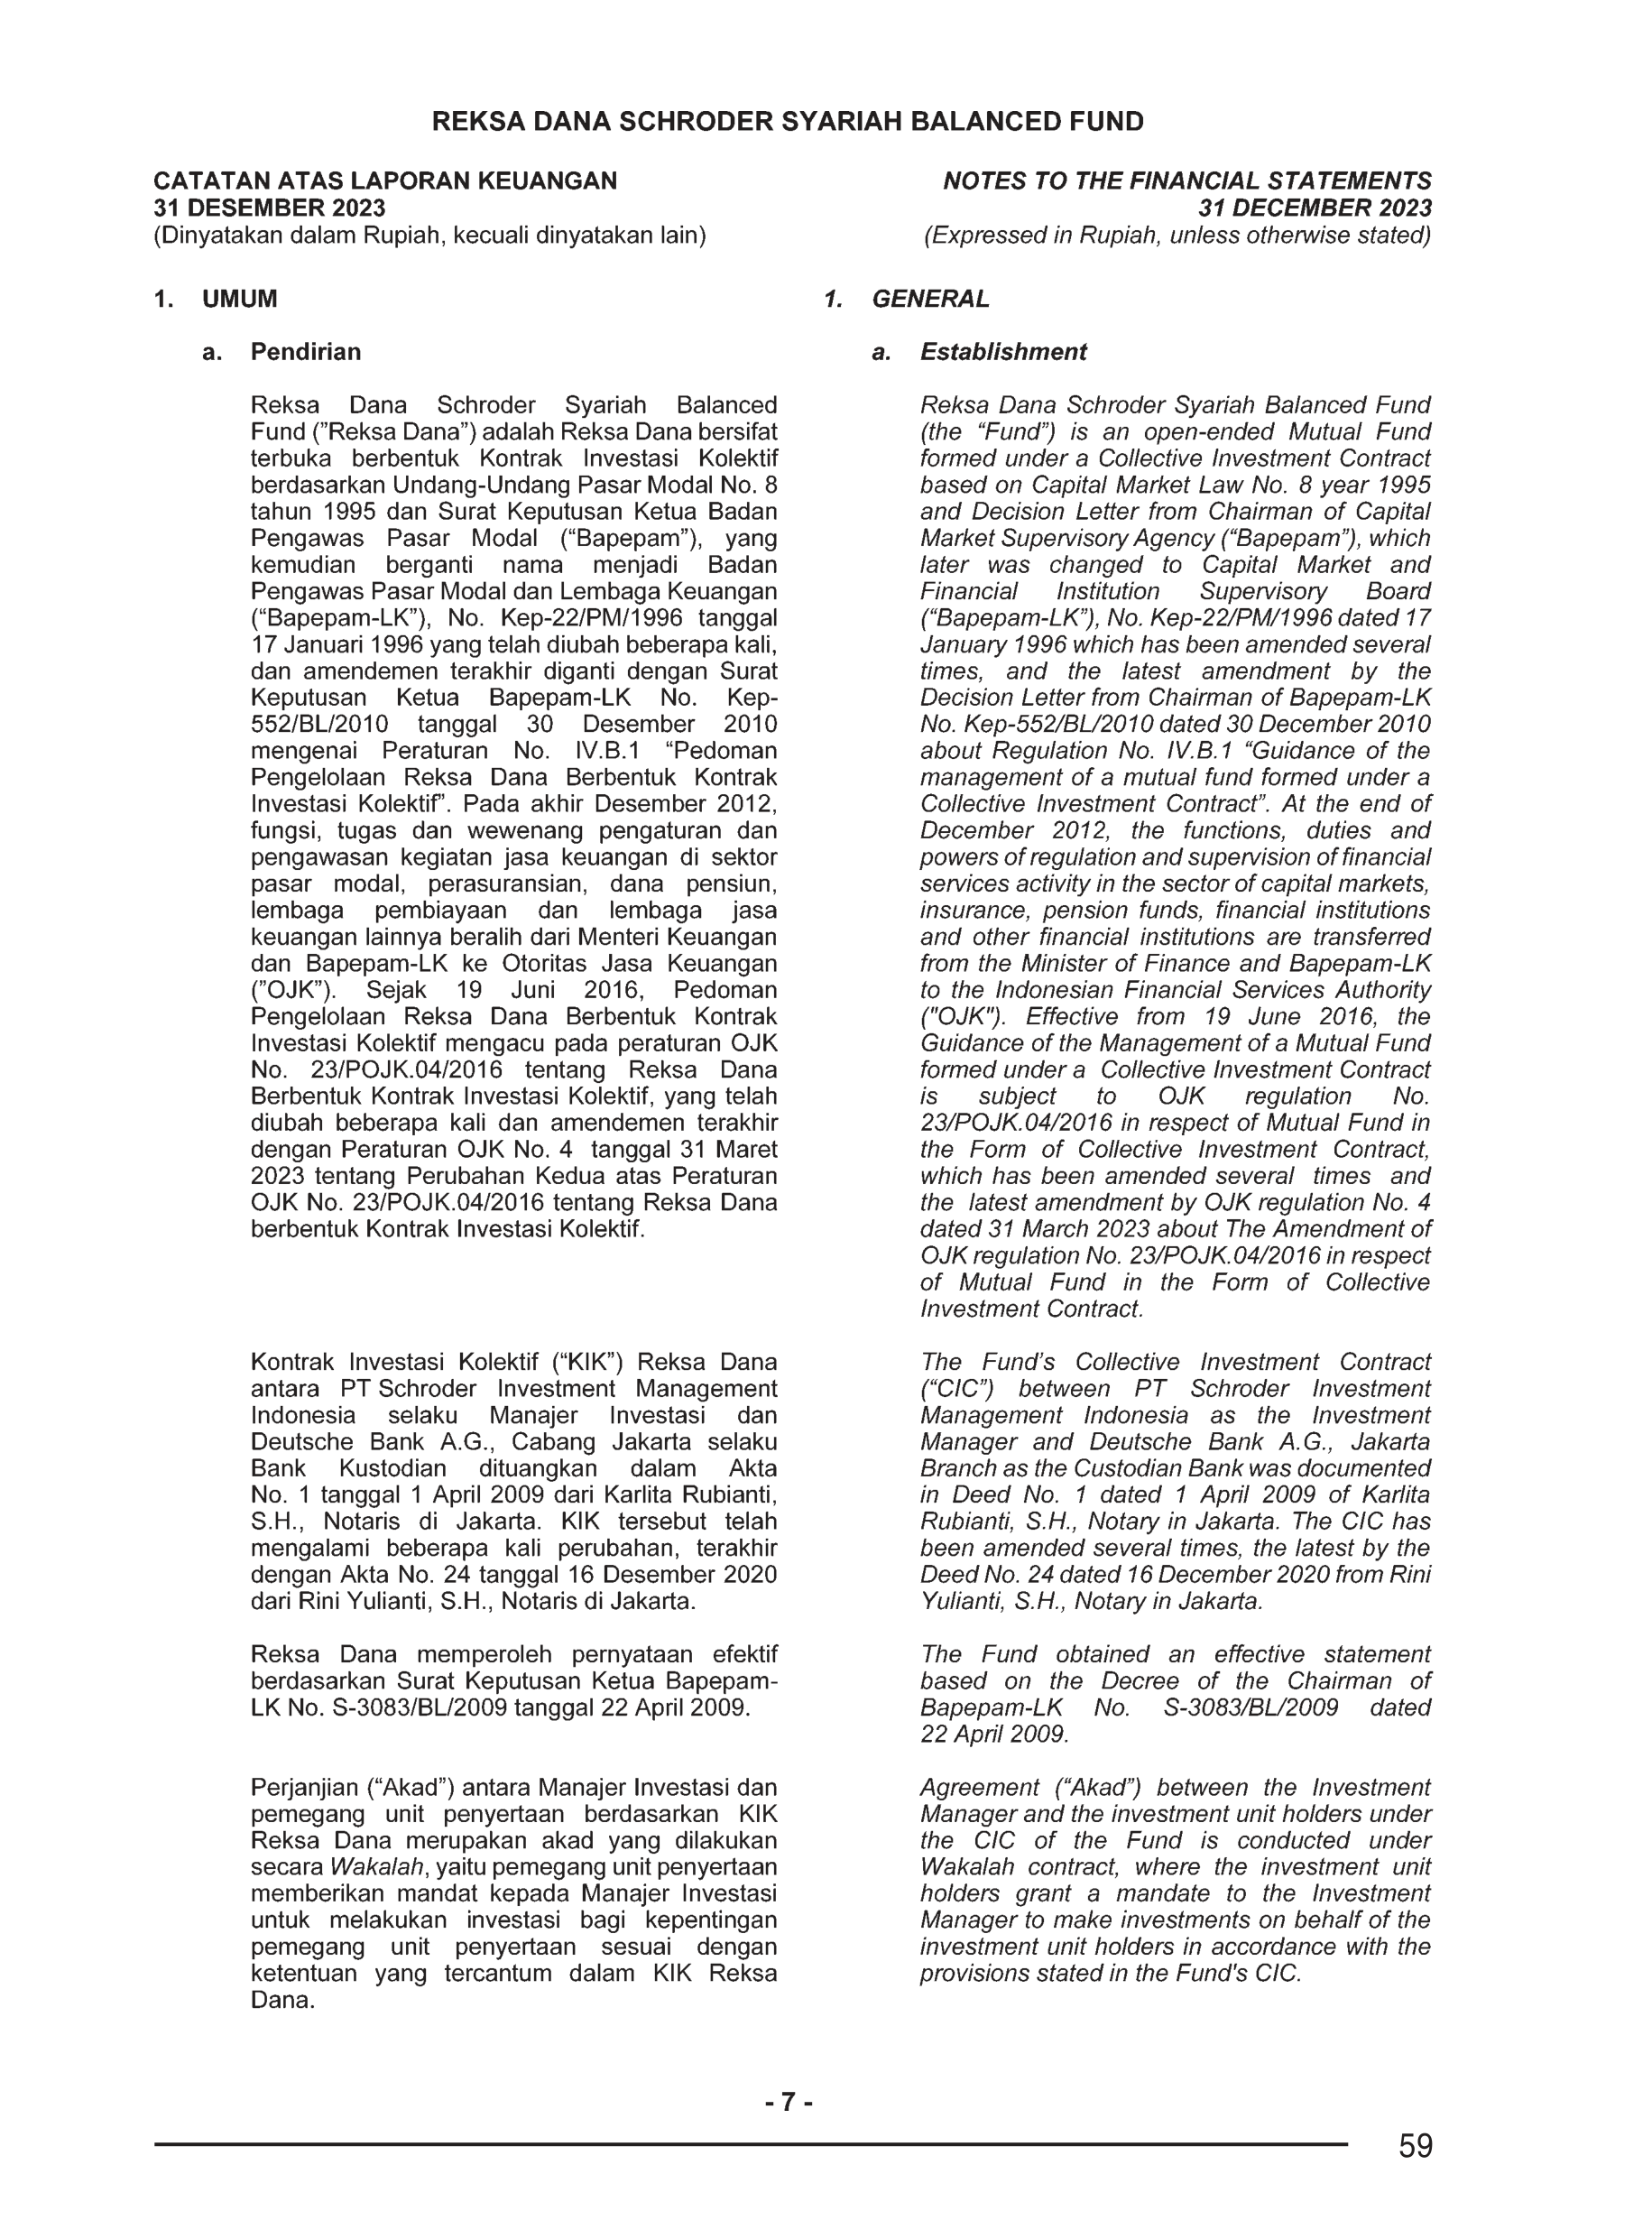 REKSA DANA SCHRODER SYARIAH BALANCED FUND
CATATAN ATAS LAPORAN KEUANGAN
31 DESEMBER 2023
(Dinyatakan dalam Rupiah, kecuali dinyatakan lain)
NOTES TO THE FINANCIAL STATEMENTS
31 DECEMBER 2023
(Expressed in Rupiah, unless otherwise stated)
1. UMUM
a. Pendirian
Reksa Dana Schroder Syariah Balanced
Fund (”Reksa Dana”) adalah Reksa Dana bersifat
terbuka berbentuk Kontrak Investasi Kolektif
berdasarkan Undang-Undang Pasar Modal No. 8
tahun 1995 dan Surat Keputusan Ketua Badan
Pengawas Pasar Modal (“Bapepam”), yang
kemudian berganti nama menjadi Badan
Pengawas Pasar Modal dan Lembaga Keuangan
(“Bapepam-LK”), No. Kep-22/PM/1996 tanggal
17 Januari 1996 yang telah diubah beberapa kali,
dan amendemen terakhir diganti dengan Surat
Keputusan Ketua Bapepam-LK No. Kep-
552/BL/2010 tanggal 30 Desember 2010
mengenai Peraturan No. IV.B.1 “Pedoman
Pengelolaan Reksa Dana Berbentuk Kontrak
Investasi Kolektif”. Pada akhir Desember 2012,
fungsi, tugas dan wewenang pengaturan dan
pengawasan kegiatan jasa keuangan di sektor
pasar modal, perasuransian, dana pensiun,
lembaga pembiayaan dan lembaga jasa
keuangan lainnya beralih dari Menteri Keuangan
dan Bapepam-LK ke Otoritas Jasa Keuangan
(”OJK”). Sejak 19 Juni 2016, Pedoman
Pengelolaan Reksa Dana Berbentuk Kontrak
Investasi Kolektif mengacu pada peraturan OJK
No. 23/POJK.04/2016 tentang Reksa Dana
Berbentuk Kontrak Investasi Kolektif, yang telah
diubah beberapa kali dan amendemen terakhir
dengan Peraturan OJK No. 4 tanggal 31 Maret
2023 tentang Perubahan Kedua atas Peraturan
OJK No. 23/POJK.04/2016 tentang Reksa Dana
berbentuk Kontrak Investasi Kolektif.
Kontrak Investasi Kolektif (“KIK”) Reksa Dana
antara PT Schroder Investment Management
Indonesia selaku Manajer Investasi dan
Deutsche Bank A.G., Cabang Jakarta selaku
Bank Kustodian dituangkan dalam Akta
No. 1 tanggal 1 April 2009 dari Karlita Rubianti,
S.H., Notaris di Jakarta. KIK tersebut telah
mengalami beberapa kali perubahan, terakhir
dengan Akta No. 24 tanggal 16 Desember 2020
dari Rini Yulianti, S.H., Notaris di Jakarta.
Reksa Dana memperoleh pernyataan efektif
berdasarkan Surat Keputusan Ketua Bapepam-
LK No. S-3083/BL/2009 tanggal 22 April 2009.
Perjanjian (“Akad”) antara Manajer Investasi dan
pemegang unit penyertaan berdasarkan KIK
Reksa Dana merupakan akad yang dilakukan
secara Wakalah, yaitu pemegang unit penyertaan
memberikan mandat kepada Manajer Investasi
untuk melakukan investasi bagi kepentingan
pemegang unit penyertaan sesuai dengan
ketentuan yang tercantum dalam KIK Reksa
Dana.
1. GENERAL
a. Establishment
Reksa Dana Schroder Syariah Balanced Fund
(the “Fund”) is an open-ended Mutual Fund
formed under a Collective Investment Contract
based on Capital Market Law No. 8 year 1995
and Decision Letter from Chairman of Capital
Market Supervisory Agency (“Bapepam”), which
later was changed to Capital Market and
Financial Institution Supervisory Board
(“Bapepam-LK”), No. Kep-22/PM/1996 dated 17
January 1996 which has been amended several
times, and the latest amendment by the
Decision Letter from Chairman of Bapepam-LK
No. Kep-552/BL/2010 dated 30 December 2010
about Regulation No. IV.B.1 “Guidance of the
management of a mutual fund formed under a
Collective Investment Contract”. At the end of
December 2012, the functions, duties and
powers of regulation and supervision of financial
services activity in the sector of capital markets,
insurance, pension funds, financial institutions
and other financial institutions are transferred
from the Minister of Finance and Bapepam-LK
to the Indonesian Financial Services Authority
("OJK"). Effective from 19 June 2016, the
Guidance of the Management of a Mutual Fund
formed under a Collective Investment Contract
is subject to OJK regulation No.
23/POJK.04/2016 in respect of Mutual Fund in
the Form of Collective Investment Contract,
which has been amended several times and
the latest amendment by OJK regulation No. 4
dated 31 March 2023 about The Amendment of
OJK regulation No. 23/POJK.04/2016 in respect
of Mutual Fund in the Form of Collective
Investment Contract.
The Fund’s Collective Investment Contract
(“CIC”) between PT Schroder Investment
Management Indonesia as the Investment
Manager and Deutsche Bank A.G., Jakarta
Branch as the Custodian Bank was documented
in Deed No. 1 dated 1 April 2009 of Karlita
Rubianti, S.H., Notary in Jakarta. The CIC has
been amended several times, the latest by the
Deed No. 24 dated 16 December 2020 from Rini
Yulianti, S.H., Notary in Jakarta.
The Fund obtained an effective statement
based on the Decree of the Chairman of
Bapepam-LK No. S-3083/BL/2009 dated
22 April 2009.
Agreement (“Akad”) between the Investment
Manager and the investment unit holders under
the CIC of the Fund is conducted under
Wakalah contract, where the investment unit
holders grant a mandate to the Investment
Manager to make investments on behalf of the
investment unit holders in accordance with the
provisions stated in the Fund's CIC.
- 7 -
59